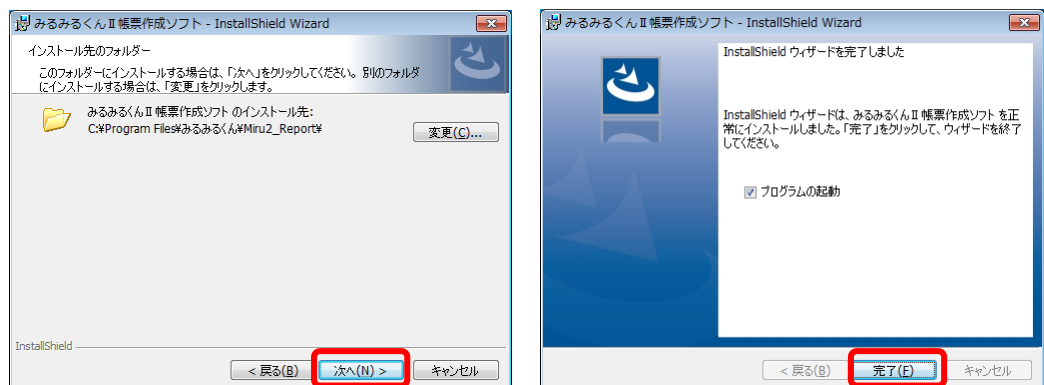 みるみるくんⅡ帳票作成ソフト - InstallShield Wizard
インストール先のフォルダー
このフォルダーにインストールする場合は、「次へ」をクリックしてください。別のフォルダ
にインストールする場合は、「変更」をクリックします。
みるみるくんⅡ 帳票作成ソフト のインストール先:
C:¥Program Files¥みるみるくん¥Miru2_Report¥
変更(C)...
InstallShield
< 戻る(B)
次へ(N) >
キャンセル
みるみるくんⅡ帳票作成ソフト - InstallShield Wizard
InstallShield ウィザードを完了しました
InstallShield ウィザードは、みるみるくんⅡ 帳票作成ソフト を正
常にインストールしました。「完了」をクリックして、ウィザードを終了
してください。
プログラムの起動
< 戻る(B)
完了(F)
キャンセル